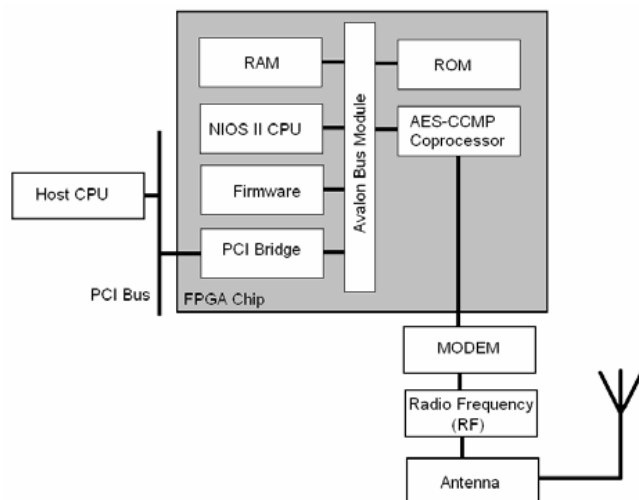 RAM
ROM
NIOS II CPU
AES-CCMP
Coprocessor
Avalon Bus Module
Host CPU
Firmware
PCI Bridge
PCI Bus
FPGA Chip
MODEM
Radio Frequency
(RF)
Antenna